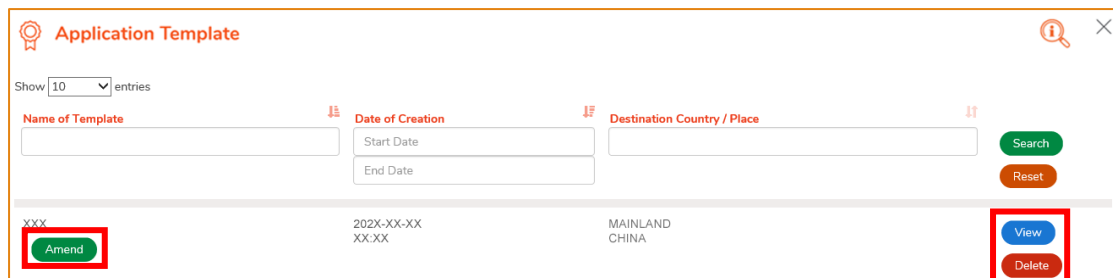 Application Template
Show 10 entries
Name of Template Date of Creation Destination Country / Place
Start Date
End Date
Search
Reset
XXX 202X-XX-XX MAINLAND
XX:XX CHINA
Amend
View
Delete